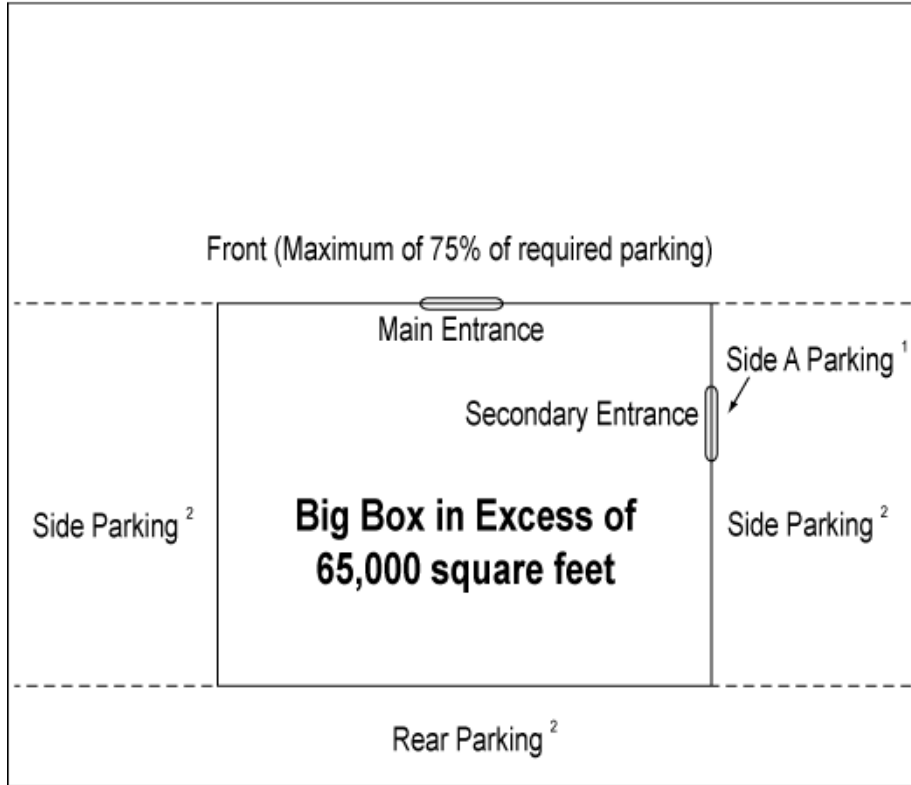 Front (Maximum of 75% of required parking)
Main Entrance
Side A Parking 1
Secondary Entrance
Side Parking 2
Big Box in Excess of
65,000 square feet
Side Parking 2
Rear Parking 2